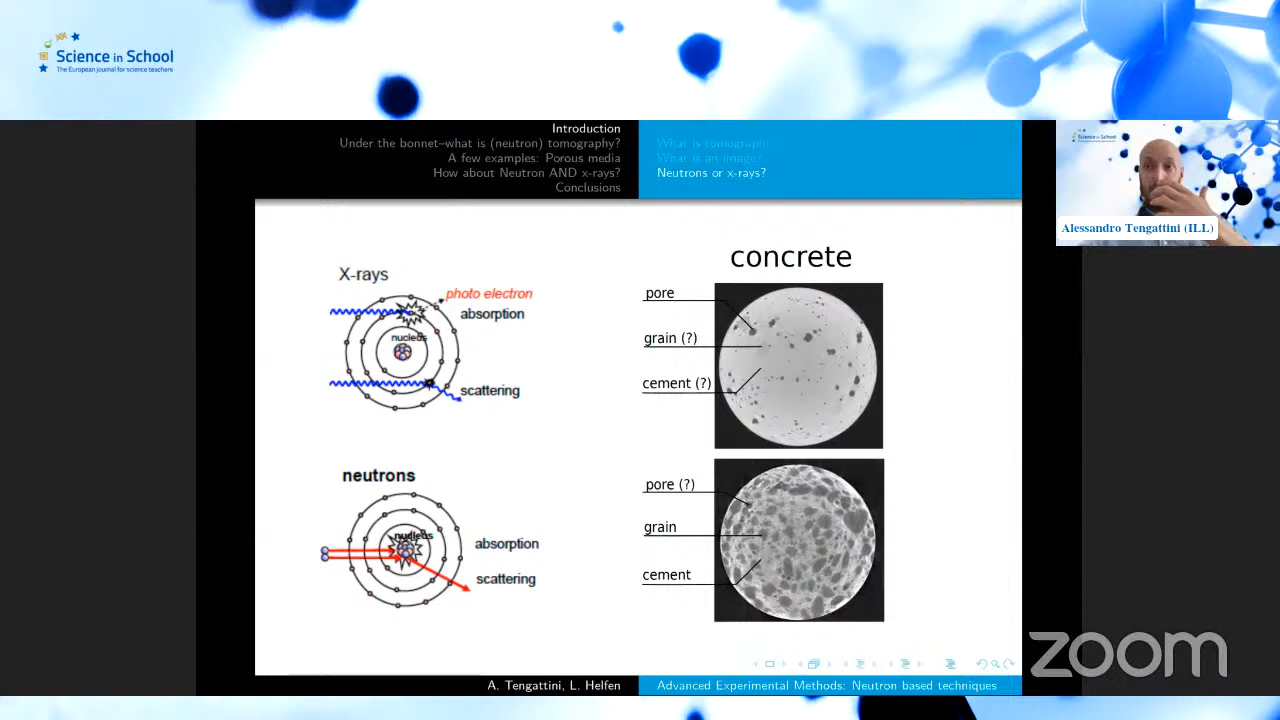 Science in School
The European journal for science teachers
Introduction
Under the bonnet–what is (neutron) tomography?
A few examples: Porous media
How about Neutron AND x-rays?
Conclusions
What is tomography
What is an image?
Neutrons or x-rays?
Science in School
Alessandro Tengattini (ILL)
X-rays
photo electron
absorption
nucleus
scattering
neutrons
nucleus
absorption
scattering
concrete
pore
grain (?)
cement (?)
pore (?)
grain
cement
A. Tengattini, L. Helfen
Advanced Experimental Methods: Neutron based techniques
zoom